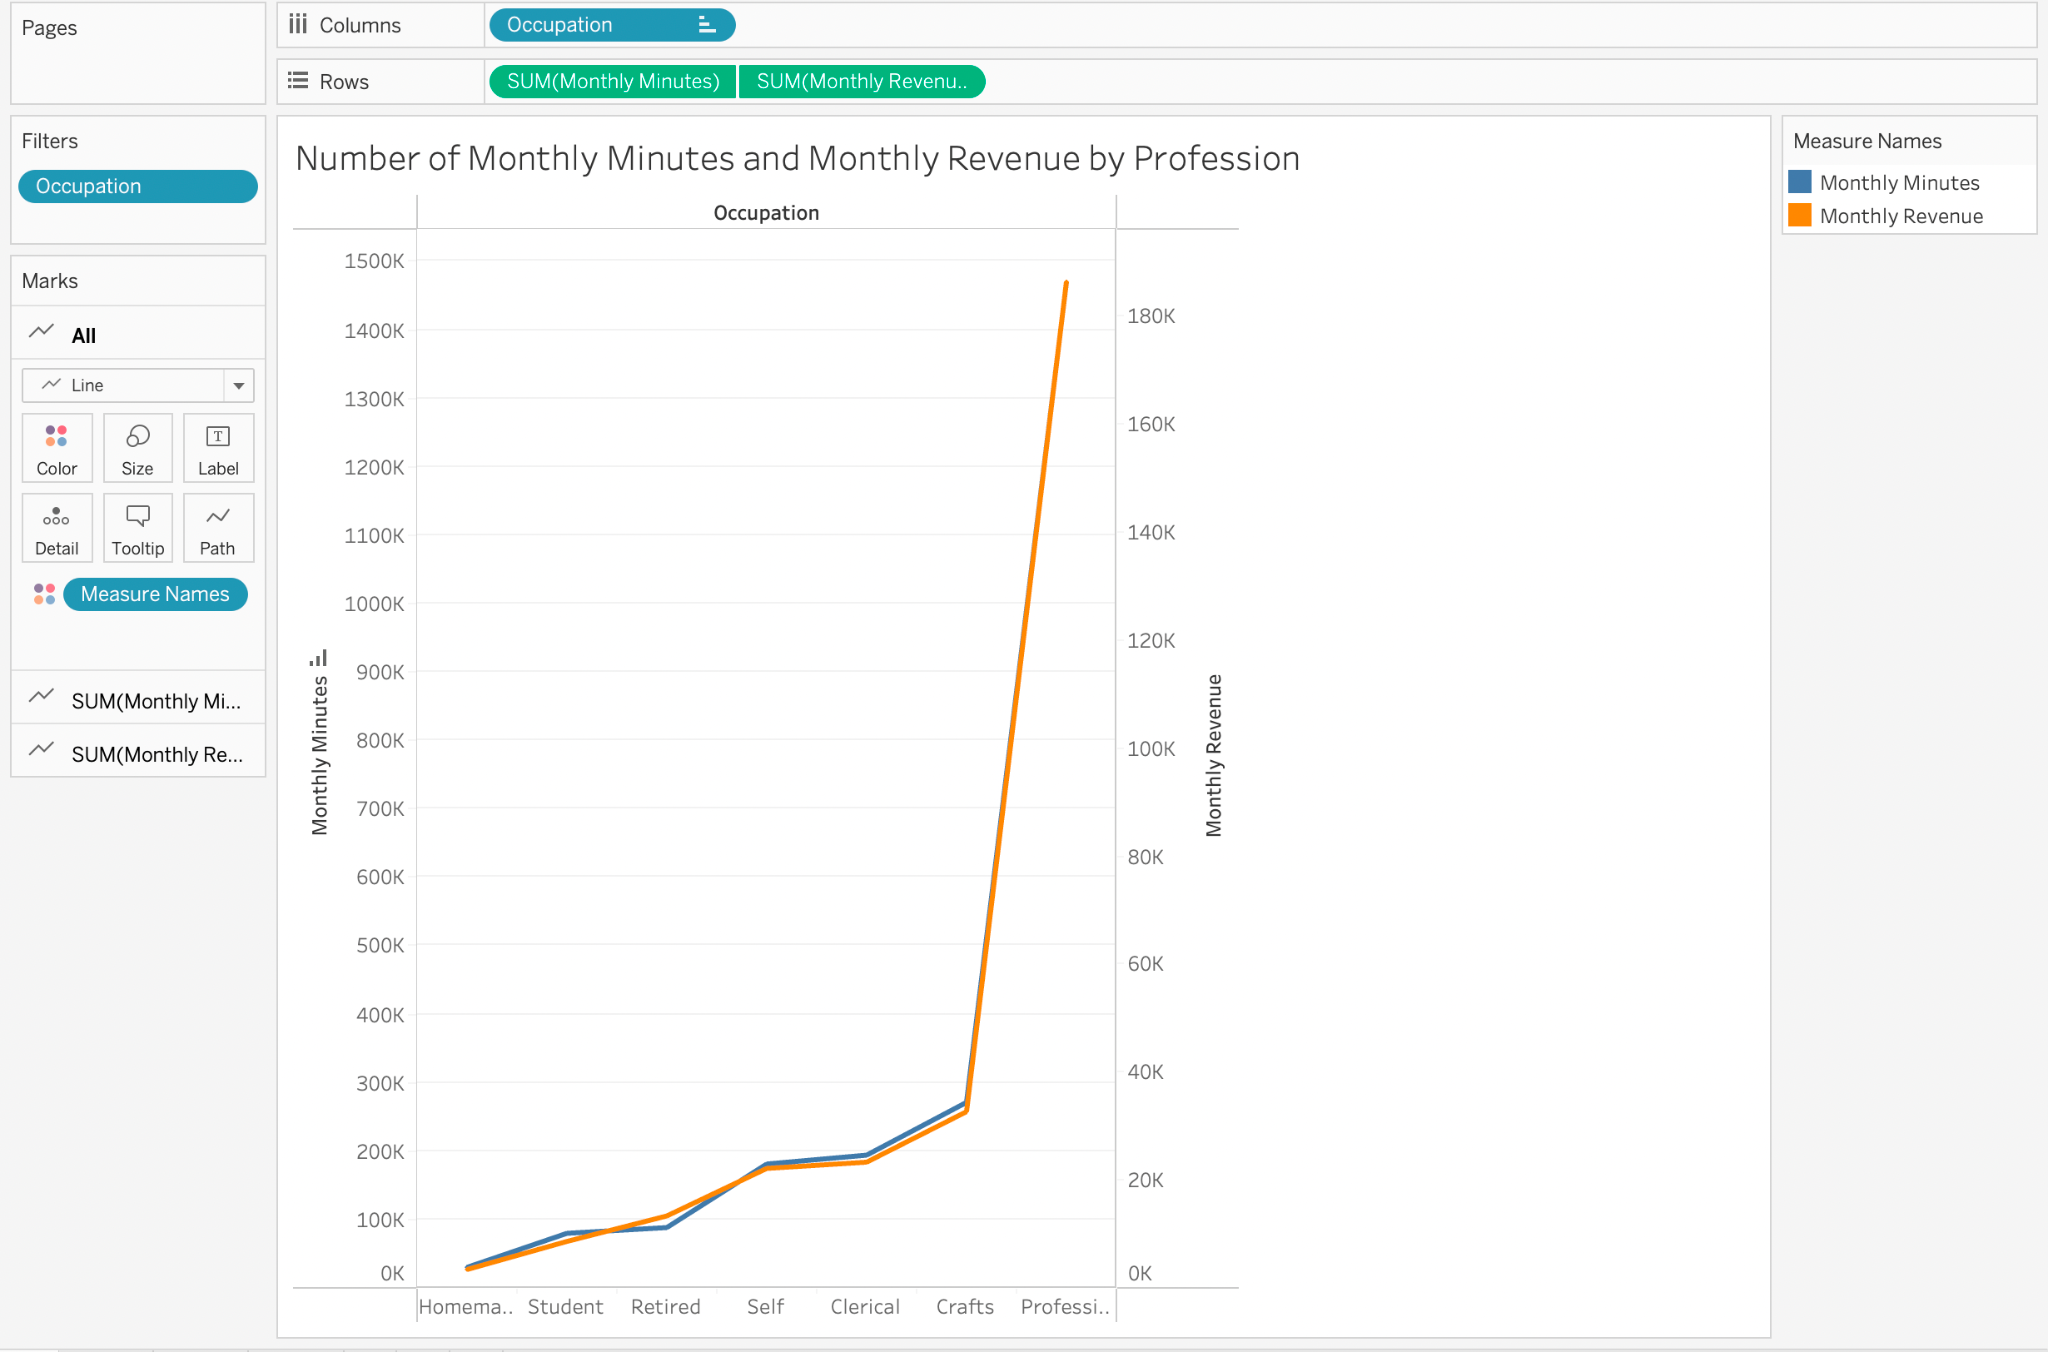 Pages
Columns
Occupation
Rows
SUM(Monthly Minutes)
SUM(Monthly Revenu..
Filters
Occupation
Marks
All
Line
Color
Size
Label
Detail
Tooltip
Path
Measure Names
SUM(Monthly Mi...
SUM(Monthly Re...
Number of Monthly Minutes and Monthly Revenue by Profession
Occupation
Monthly Minutes
1500K
1400K
1300K
1200K
1100K
1000K
900K
800K
700K
600K
500K
400K
300K
200K
100K
0K
180K
160K
140K
120K
100K
80K
60K
40K
20K
0K
Monthly Revenue
Homema..
Student
Retired
Self
Clerical
Crafts
Professi..
Measure Names
Monthly Minutes
Monthly Revenue